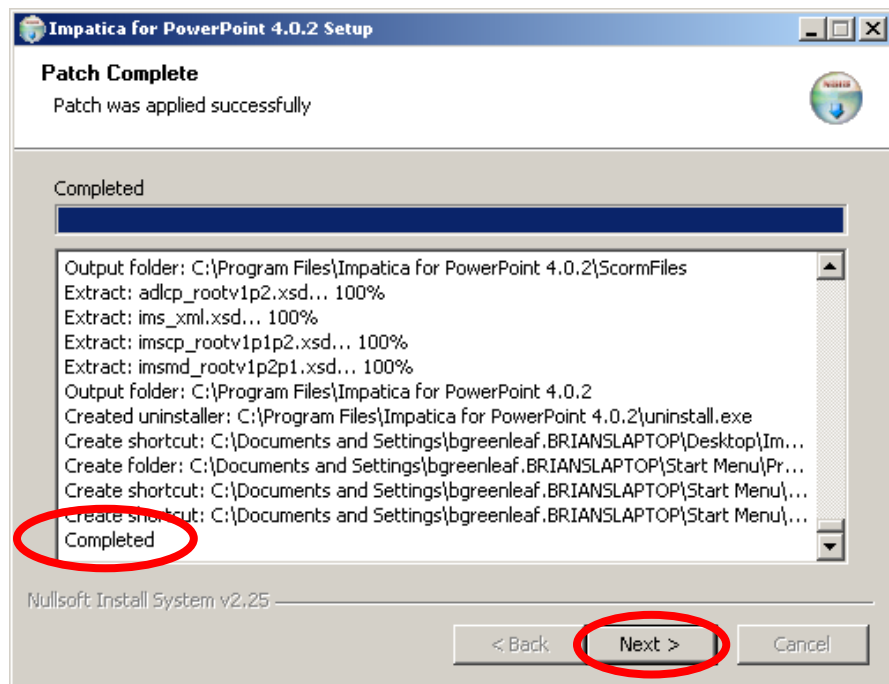 Impatica for PowerPoint 4.0.2 Setup
Patch Complete
Patch was applied successfully
Completed
Output folder: C:\Program Files\Impatica for PowerPoint 4.0.2\ScormFiles
Extract: adlcp_rootv1p2.xsd... 100%
Extract: ims_xml.xsd... 100%
Extract: imscp_rootv1p1p2.xsd... 100%
Extract: imsmd_rootv1p2p1.xsd... 100%
Output folder: C:\Program Files\Impatica for PowerPoint 4.0.2
Created uninstaller: C:\Program Files\Impatica for PowerPoint 4.0.2\uninstall.exe
Create shortcut: C:\Documents and Settings\bgreenleaf.BRIANSLAPTOP\Desktop\Im...
Create folder: C:\Documents and Settings\bgreenleaf.BRIANSLAPTOP\Start Menu\Pr...
Create shortcut: C:\Documents and Settings\bgreenleaf.BRIANSLAPTOP\Start Menu\...
Create shortcut: C:\Documents and Settings\bgreenleaf.BRIANSLAPTOP\Start Menu\...
Completed
Nullsoft Install System v2.25
< Back
Next >
Cancel